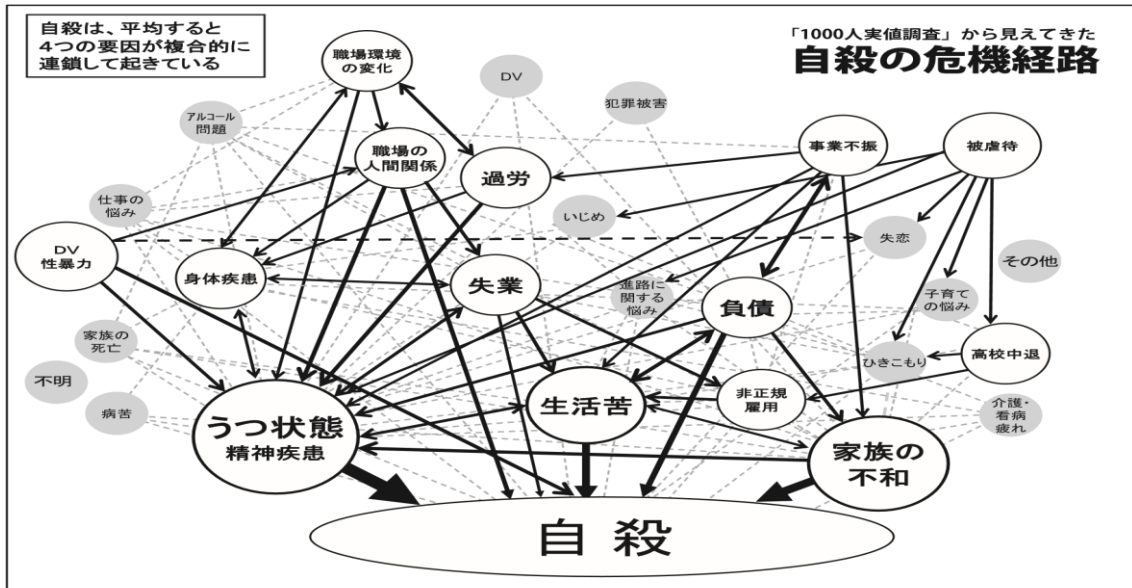 自殺は、平均すると
4つの要因が複合的に
連鎖して起きている
「1000人実値調査」から見えてきた
自殺の危機経路
職場環境
の変化
DV
犯罪被害
アルコール
問題
職場の
人間関係
過労
事業不振
被虐待
仕事の
悩み
いじめ
失恋
DV
性暴力
身体疾患
失業
進路に
関する
悩み
負債
子育て
の悩み
その他
家族の
死亡
ひきこもり
高校中退
不明
病苦
うつ状態
精神疾患
生活苦
非正規
雇用
家族の
不和
介護・
看病
疲れ
自殺